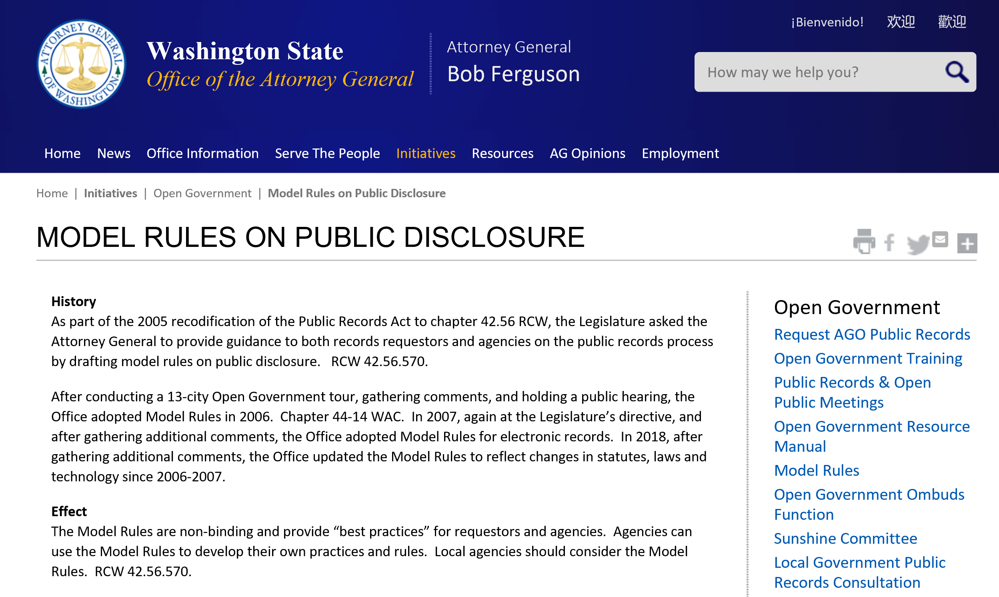 ¡Bienvenido! 欢迎 歡迎
ATTORNEY GENERAL
OF WASHINGTON
Washington State
Office of the Attorney General
Attorney General
Bob Ferguson
How may we help you?
Home News Office Information Serve The People Initiatives Resources AG Opinions Employment
Home | Initiatives | Open Government | Model Rules on Public Disclosure
MODEL RULES ON PUBLIC DISCLOSURE
History
As part of the 2005 recodification of the Public Records Act to chapter 42.56 RCW, the Legislature asked the
Attorney General to provide guidance to both records requestors and agencies on the public records process
by drafting model rules on public disclosure.   RCW 42.56.570.
After conducting a 13-city Open Government tour, gathering comments, and holding a public hearing, the
Office adopted Model Rules in 2006.  Chapter 44-14 WAC.  In 2007, again at the Legislature’s directive, and
after gathering additional comments, the Office adopted Model Rules for electronic records.  In 2018, after
gathering additional comments, the Office updated the Model Rules to reflect changes in statutes, laws and
technology since 2006-2007.
Effect
The Model Rules are non-binding and provide “best practices” for requestors and agencies.  Agencies can
use the Model Rules to develop their own practices and rules.  Local agencies should consider the Model
Rules.  RCW 42.56.570.
Open Government
Request AGO Public Records
Open Government Training
Public Records & Open
Public Meetings
Open Government Resource
Manual
Model Rules
Open Government Ombuds
Function
Sunshine Committee
Local Government Public
Records Consultation